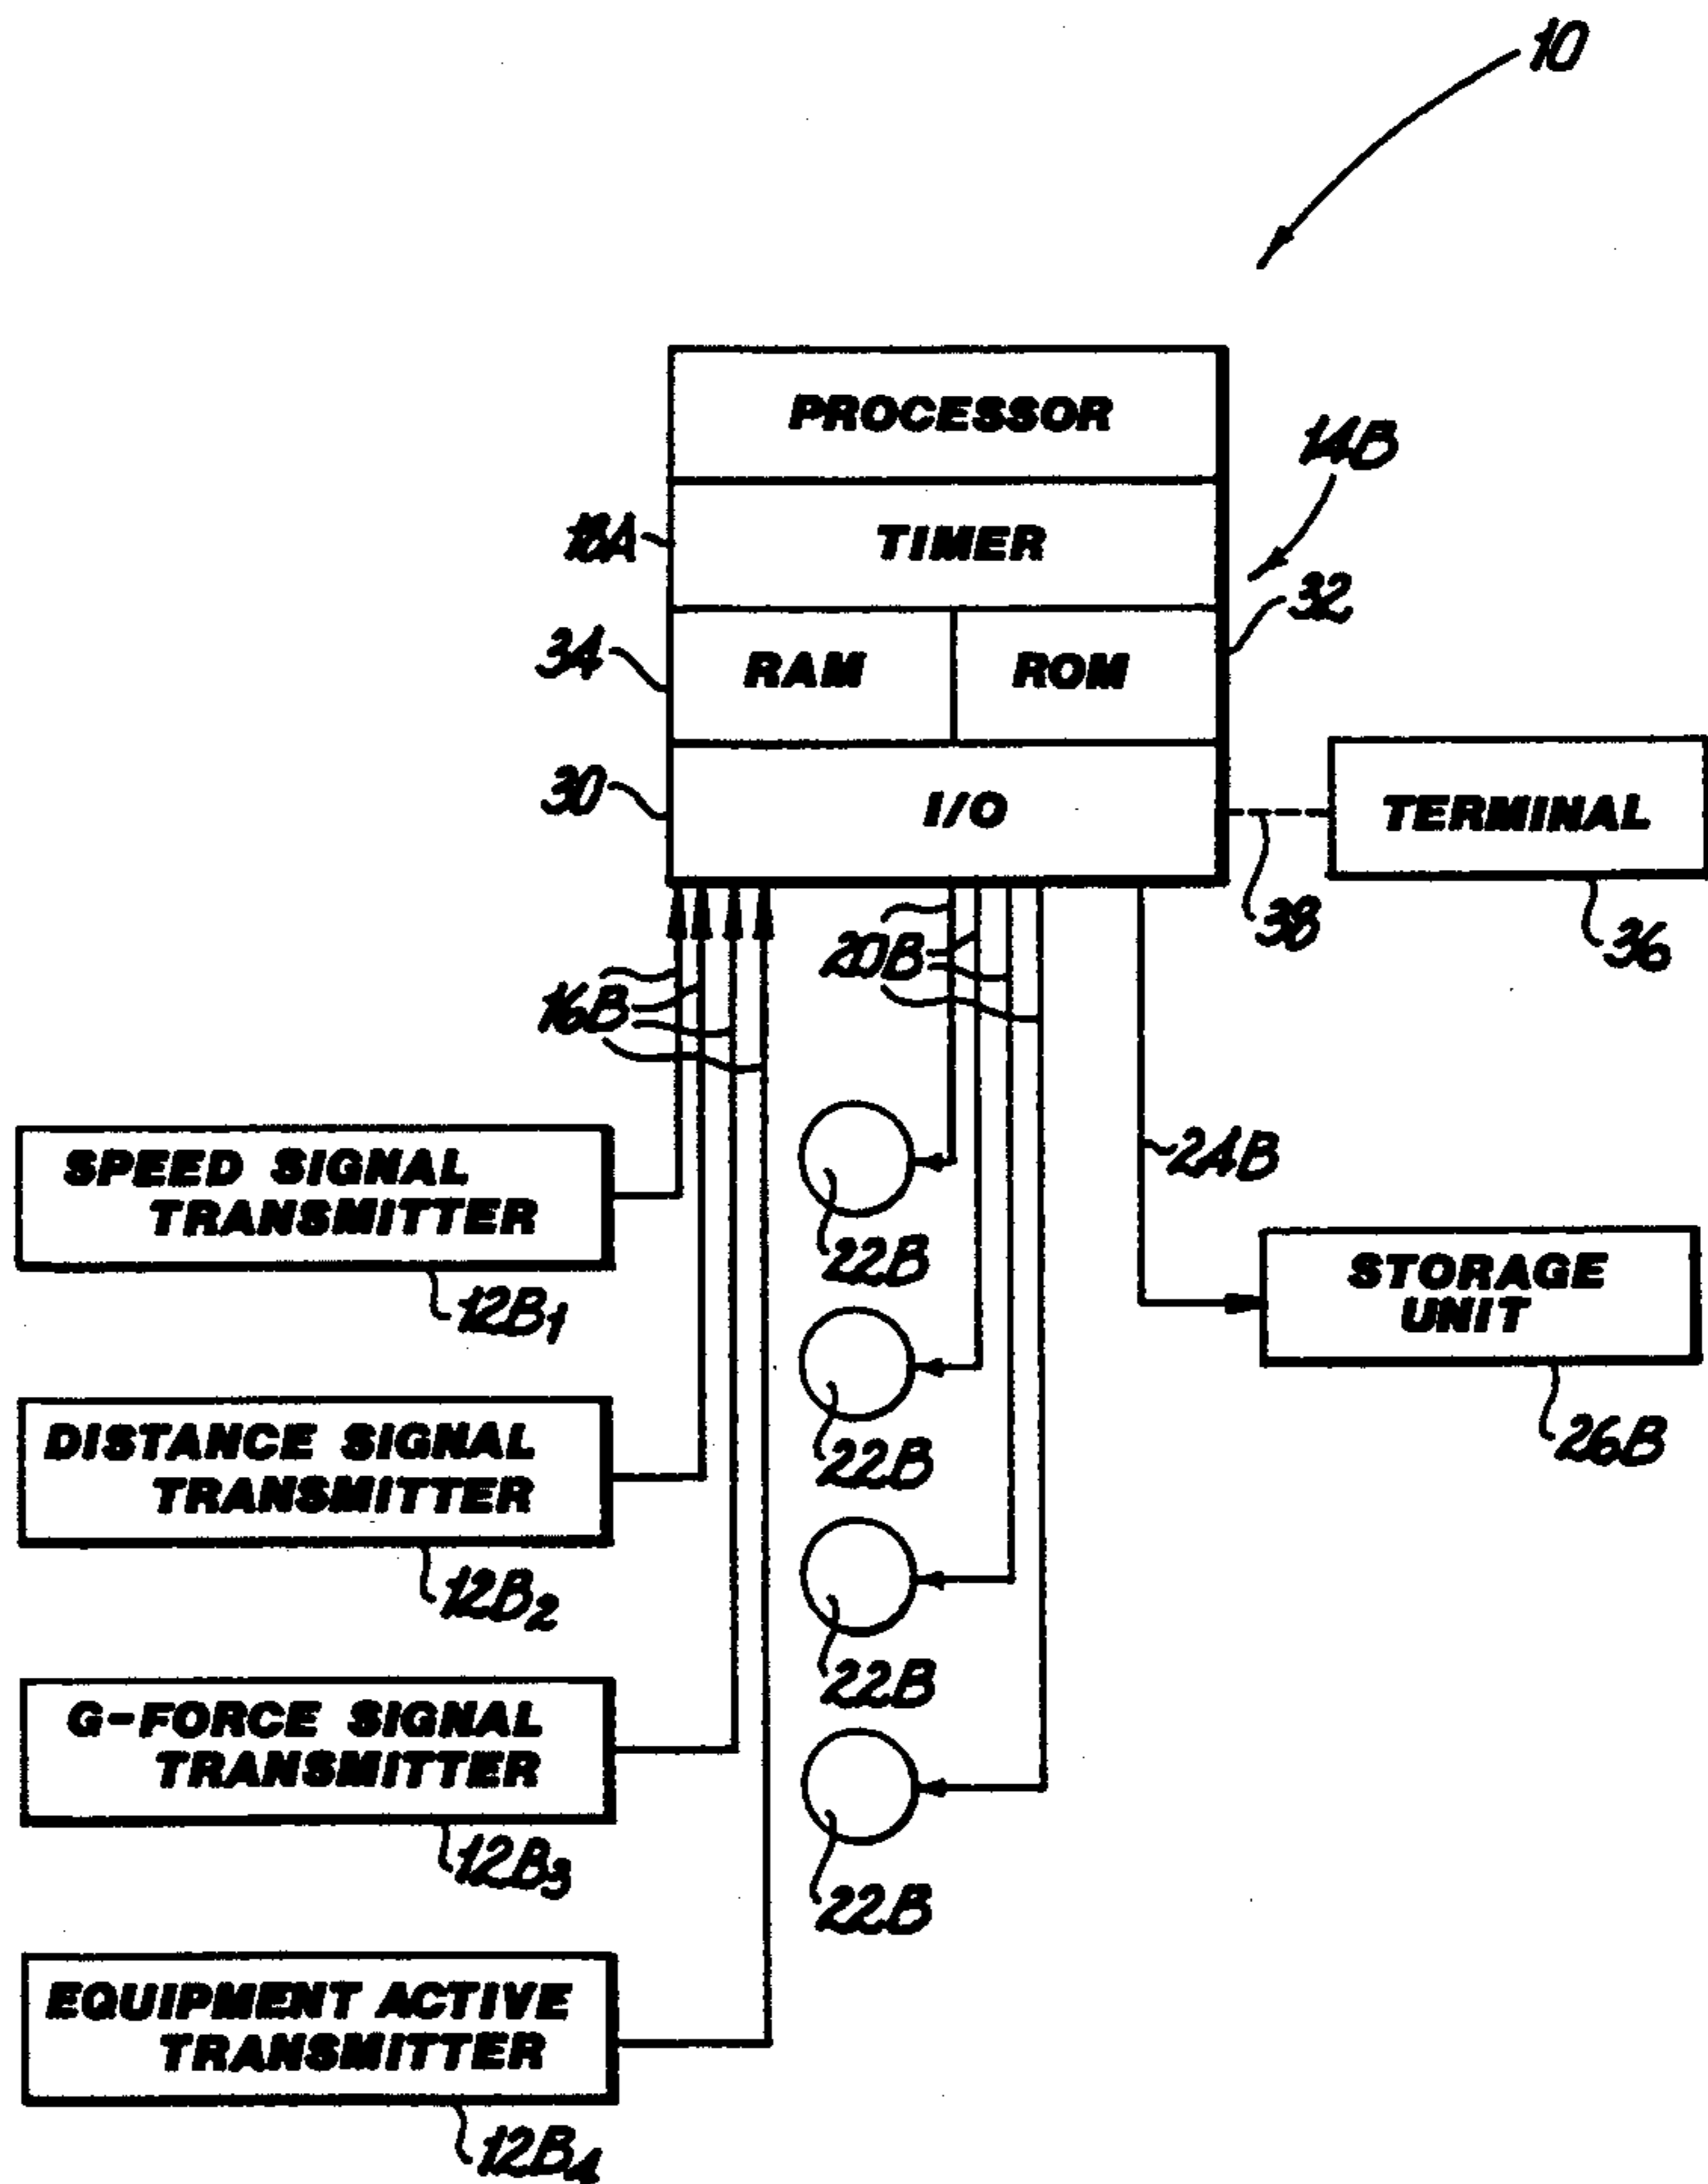 10
PROCESSOR
14B
18A
TIMER
32
34
RAM
ROM
30
I/O
TERMINAL
38
36
20B
16B
24B
SPEED SIGNAL
TRANSMITTER
22B
STORAGE
UNIT
12B1
DISTANCE SIGNAL
TRANSMITTER
22B
26B
12B2
22B
G-FORCE SIGNAL
TRANSMITTER
12B3
22B
EQUIPMENT ACTIVE
TRANSMITTER
12B4